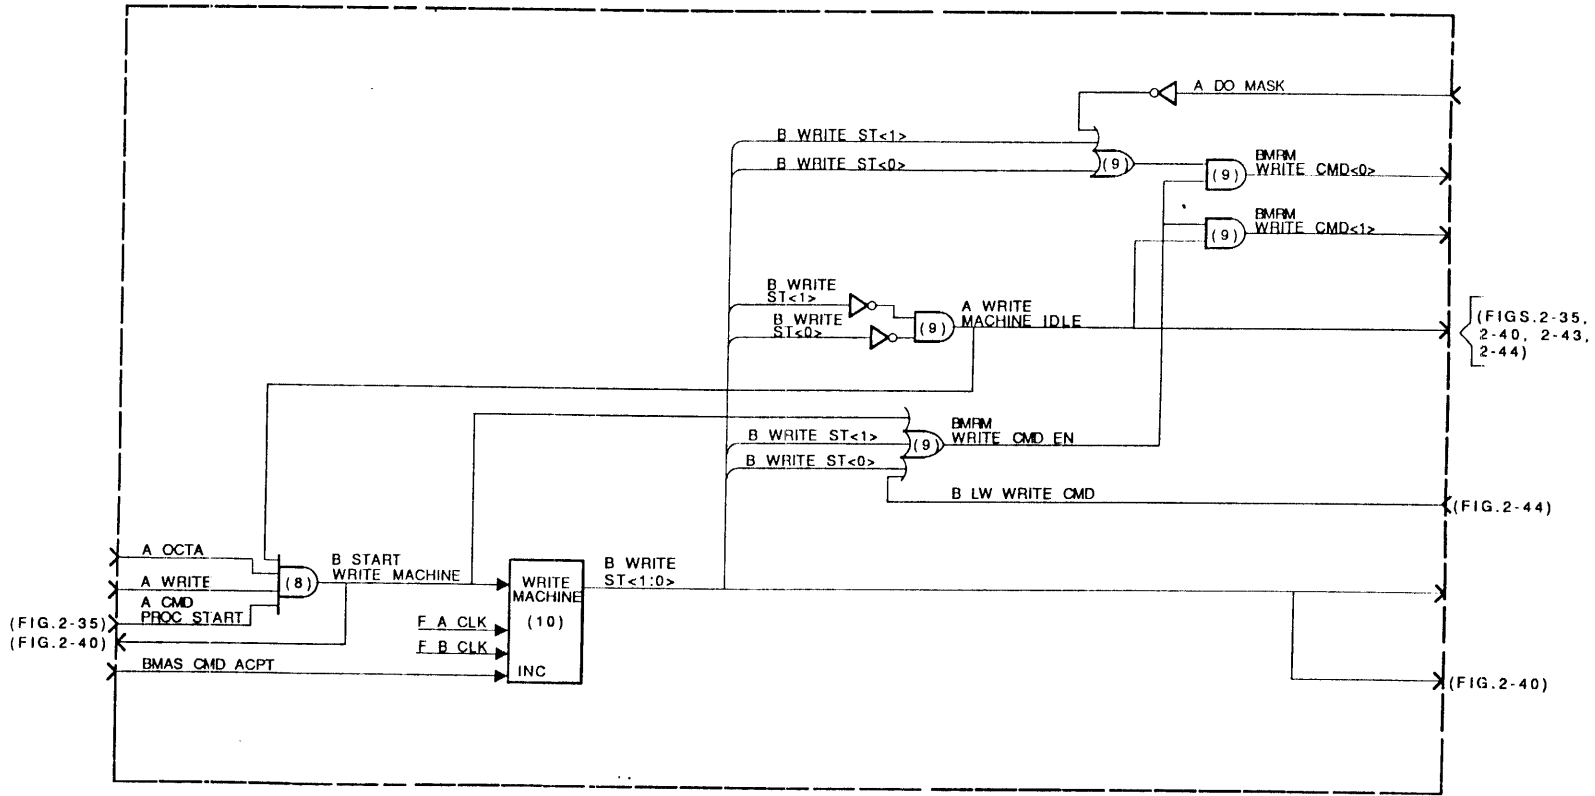 A DO MASK
B WRITE ST<1>
B WRITE ST<0>
(9)
(9)
BMRM
WRITE CMD<0>
(9)
BMRM
WRITE CMD<1>
B WRITE
ST<1>
B WRITE
ST<0>
(9)
A WRITE
MACHINE IDLE
(FIGS.2-35,
2-40, 2-43,
2-44)
B WRITE ST<1>
B WRITE ST<0>
(9)
BMRM
WRITE CMD EN
B LW WRITE CMD
(FIG.2-44)
A OCTA
A WRITE
A CMD
PROC START
(FIG.2-35)
(FIG.2-40)
(8)
B START
WRITE MACHINE
WRITE
MACHINE
(10)
INC
F A CLK
F B CLK
BMAS CMD ACPT
B WRITE
ST<1:0>
(FIG.2-40)